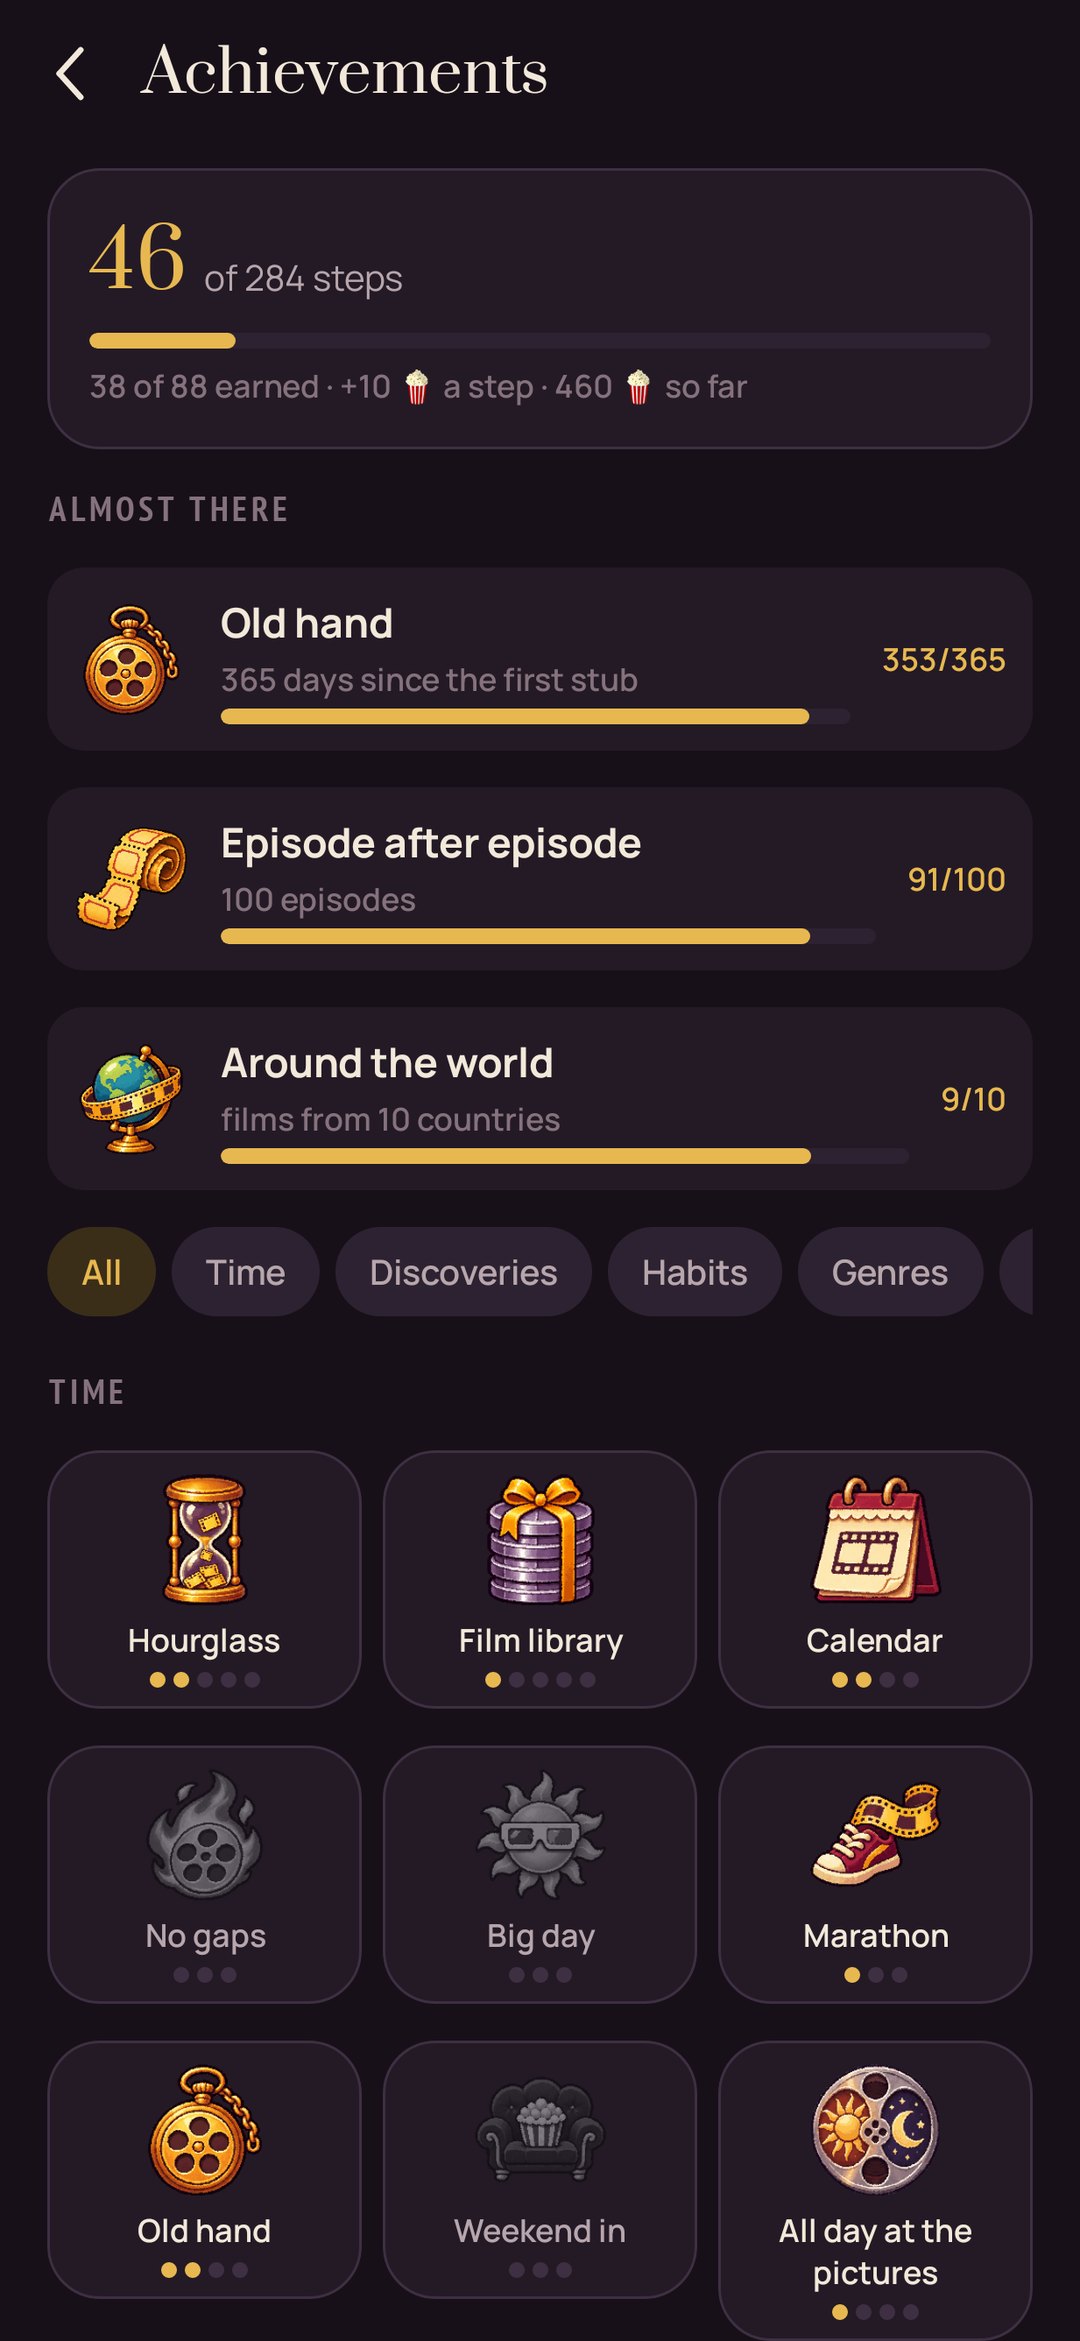 Achievements
46 of 284 steps
38 of 88 earned · +10 🍿 a step · 460 🍿 so far
ALMOST THERE
Old hand
365 days since the first stub
353/365
Episode after episode
100 episodes
91/100
Around the world
films from 10 countries
9/10
All Time Discoveries Habits Genres
TIME
Hourglass Film library Calendar
No gaps Big day Marathon
Old hand Weekend in All day at the
pictures